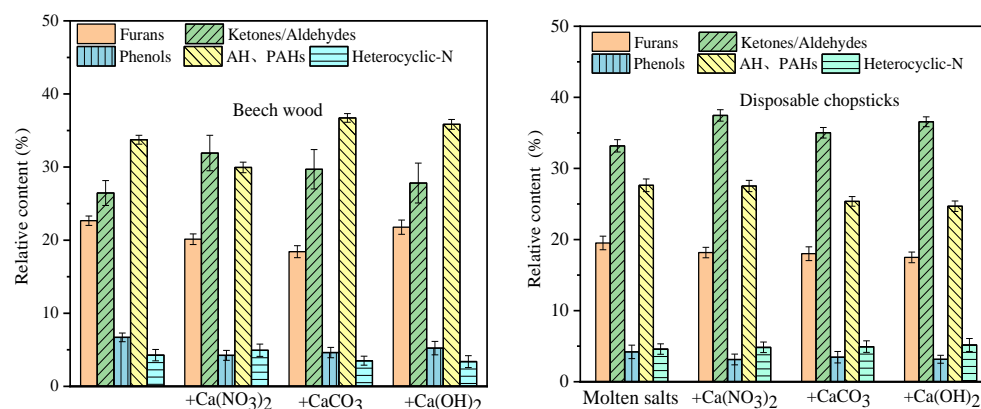 50
40
30
20
10
0
Relative content (%)
Furans
Ketones/Aldehydes
Phenols
AH、PAHs
Heterocyclic-N
Beech wood
+Ca(NO3)2
+CaCO3
+Ca(OH)2
50
40
30
20
10
0
Relative content (%)
Furans
Ketones/Aldehydes
Phenols
AH、PAHs
Heterocyclic-N
Disposable chopsticks
Molten salts
+Ca(NO3)2
+CaCO3
+Ca(OH)2